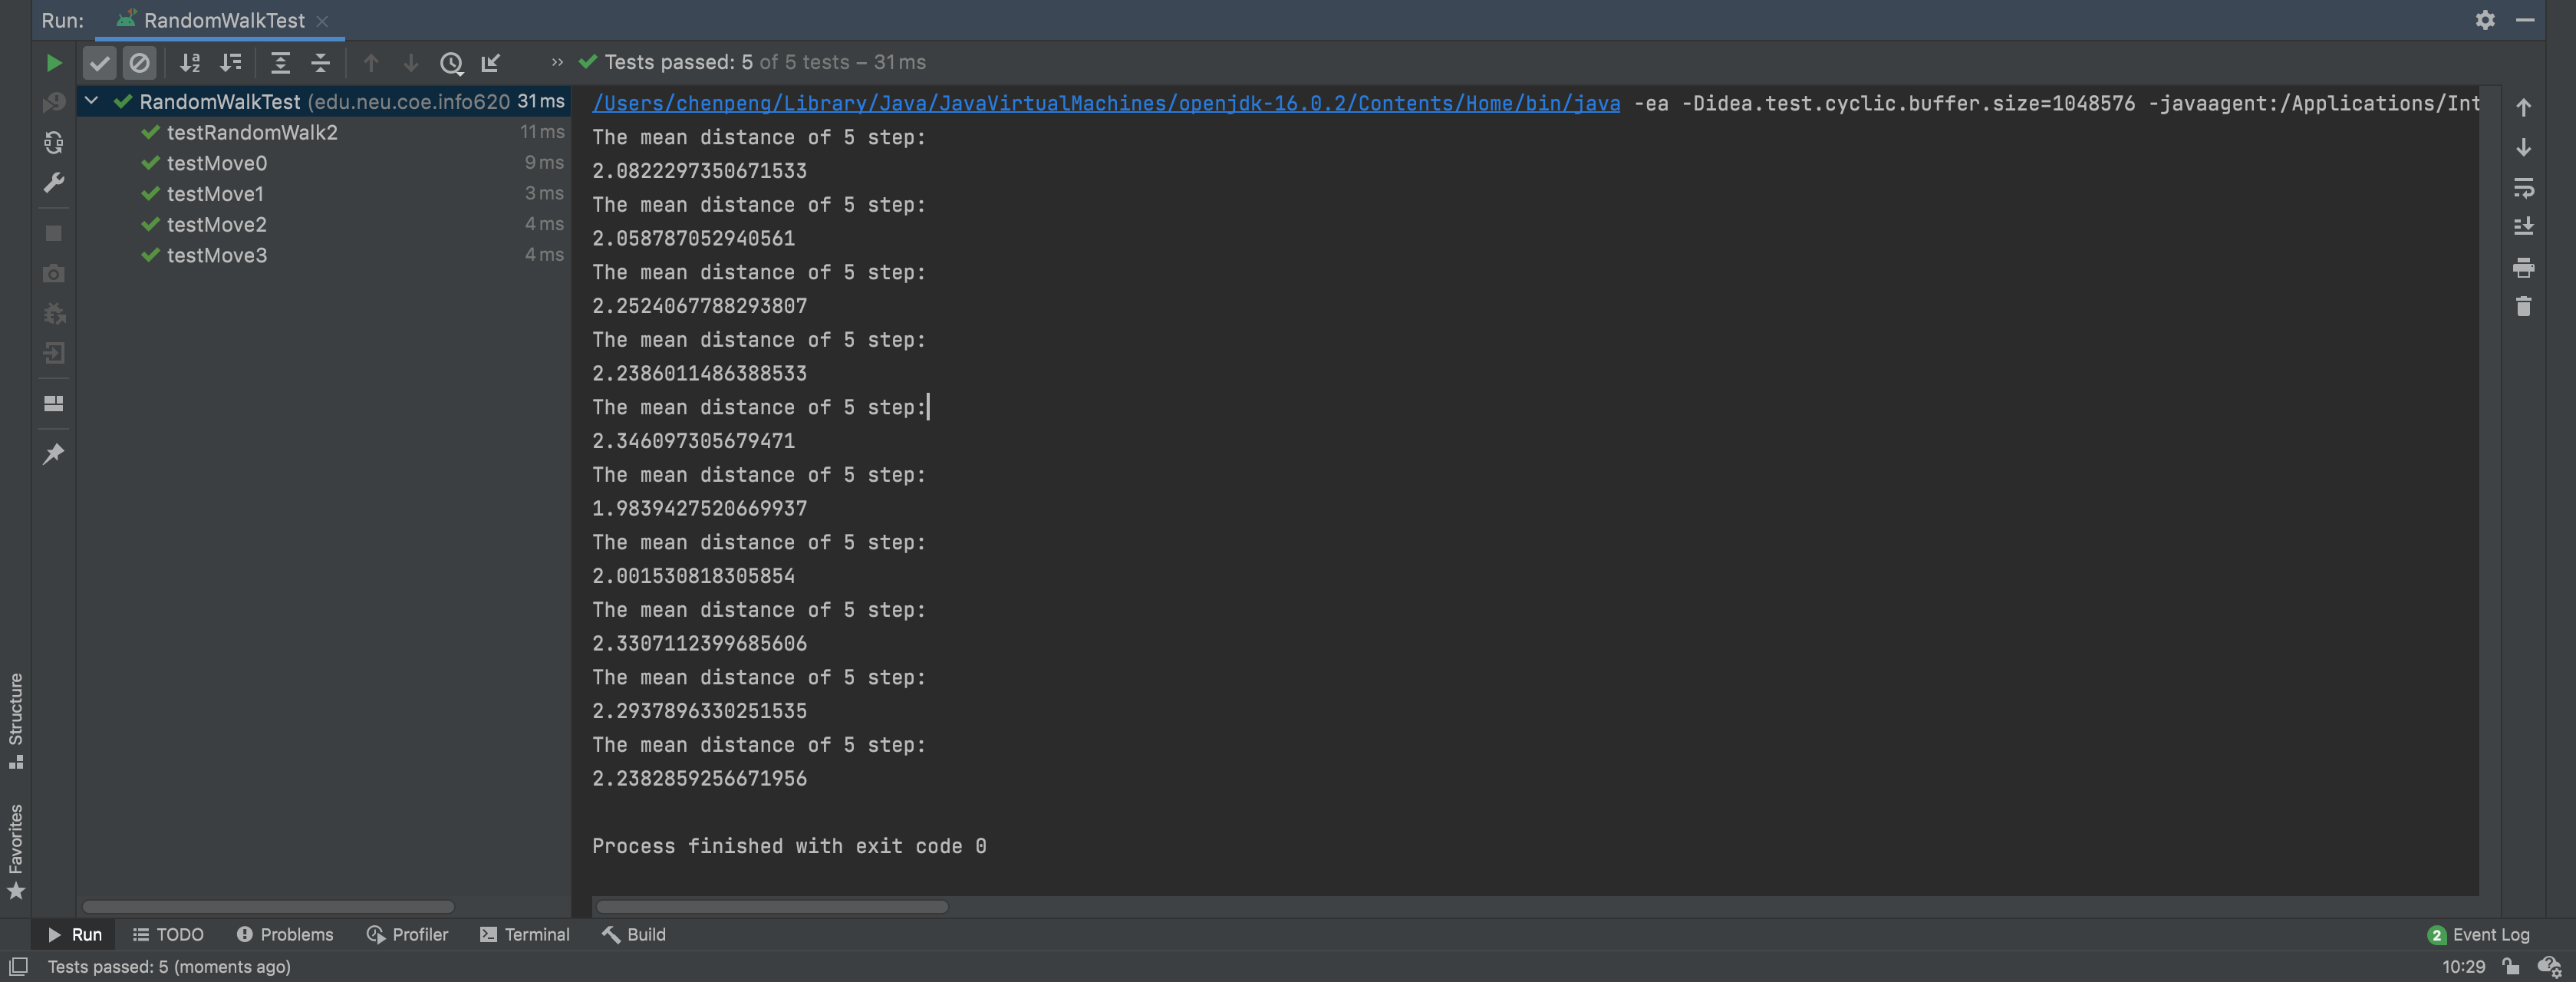 Run: RandomWalkTest
Tests passed: 5 of 5 tests – 31 ms
RandomWalkTest (edu.neu.coe.info620 31 ms
testRandomWalk2 11 ms
testMove0 9 ms
testMove1 3 ms
testMove2 4 ms
testMove3 4 ms
/Users/chenpeng/Library/Java/JavaVirtualMachines/openjdk-16.0.2/Contents/Home/bin/java -ea -Didea.test.cyclic.buffer.size=1048576 -javaagent:/Applications/Int
The mean distance of 5 step:
2.0822297350671533
The mean distance of 5 step:
2.058787052940561
The mean distance of 5 step:
2.2524067788293807
The mean distance of 5 step:
2.2386011486388533
The mean distance of 5 step:
2.346097305679471
The mean distance of 5 step:
1.9839427520669937
The mean distance of 5 step:
2.001530818305854
The mean distance of 5 step:
2.3307112399685606
The mean distance of 5 step:
2.2937896330251535
The mean distance of 5 step:
2.2382859256671956
Process finished with exit code 0
Structure
Favorites
Run TODO Problems Profiler Terminal Build 2 Event Log
Tests passed: 5 (moments ago) 10:29